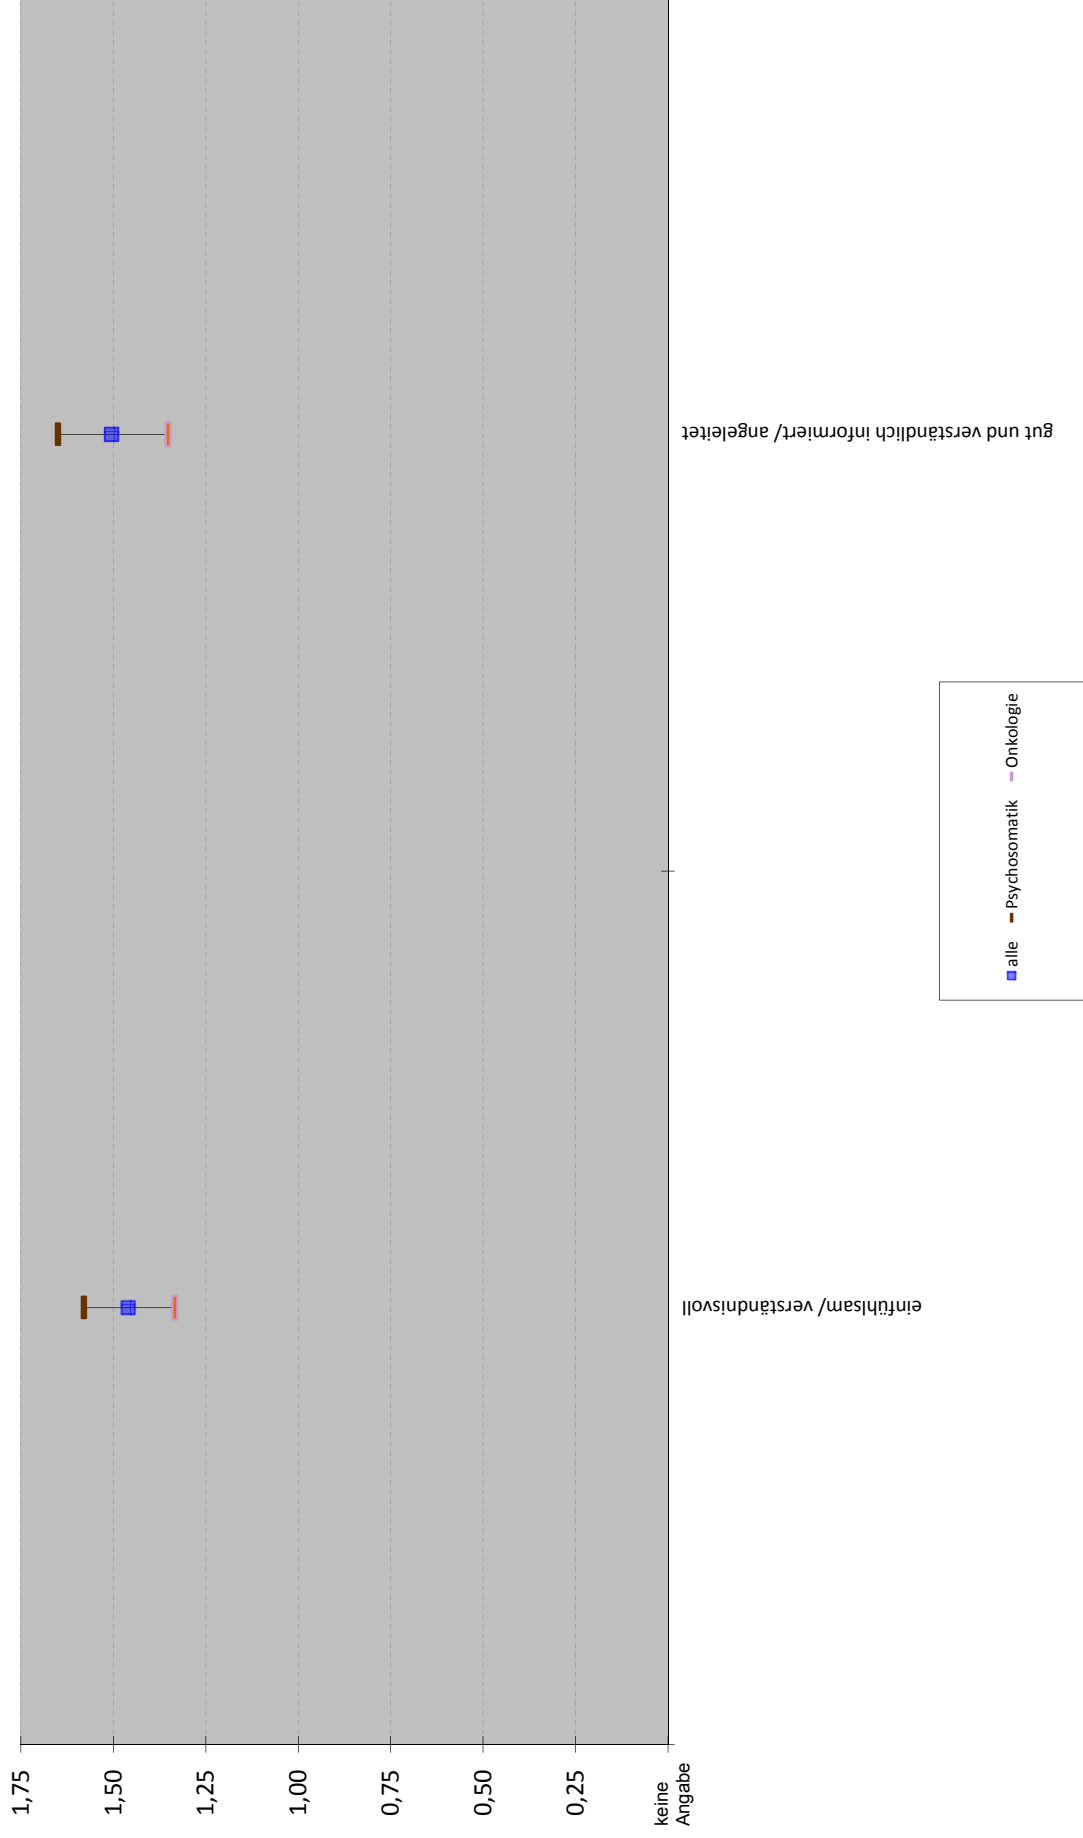 1,75
1,50
1,25
1,00
0,75
0,50
0,25
keine
Angabe
einfühlsam/ verständnisvoll
gut und verständlich informiert/ angeleitet
alle
Psychosomatik
Onkologie